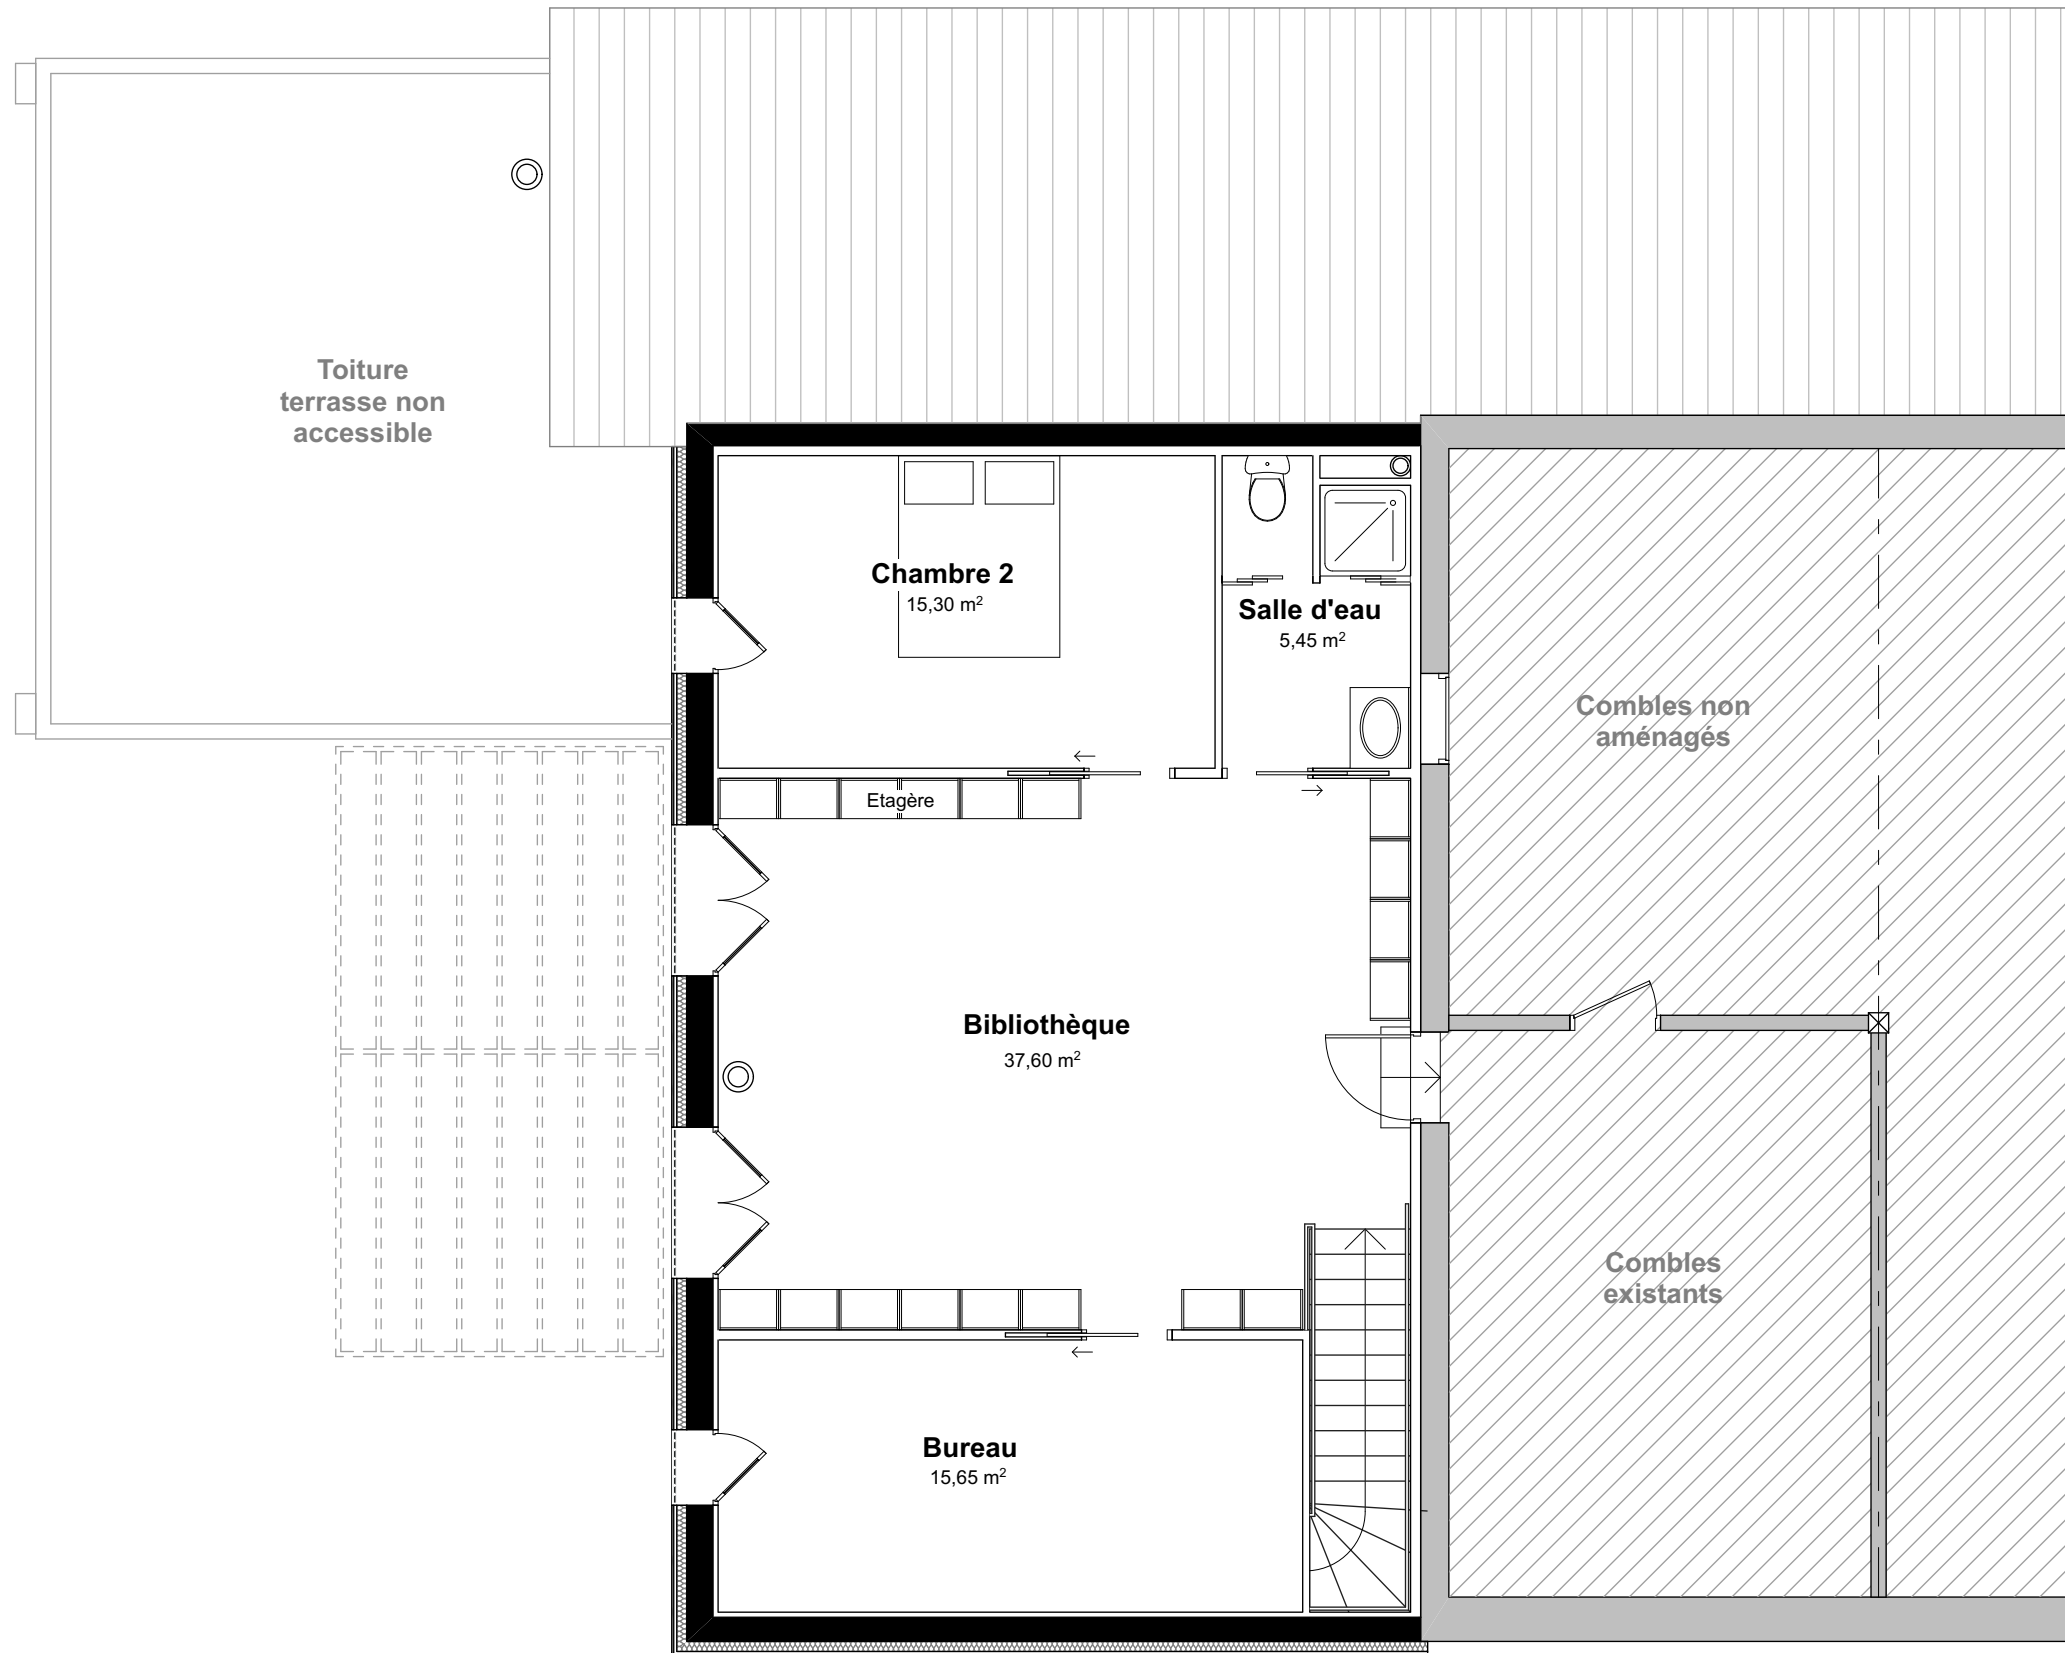 Toiture
terrasse non
accessible
Chambre 2
15,30 m²
Salle d'eau
5,45 m²
Combles non
aménagés
Etagère
Bibliothèque
37,60 m²
Combles
existants
Bureau
15,65 m²